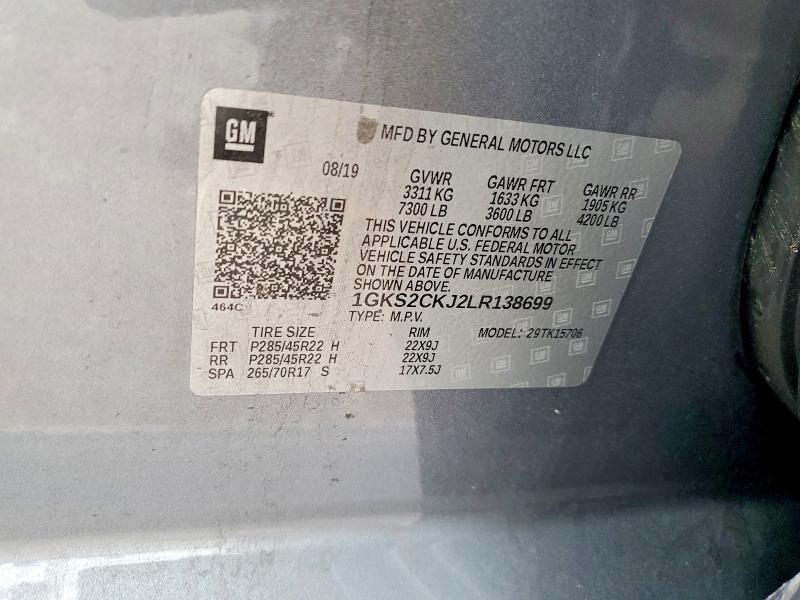 GM
MFD BY GENERAL MOTORS LLC
08/19
GVWR GAWR FRT GAWR RR
3311 KG 1633 KG 1905 KG
7300 LB 3600 LB 4200 LB
THIS VEHICLE CONFORMS TO ALL
APPLICABLE U.S. FEDERAL MOTOR
VEHICLE SAFETY STANDARDS IN EFFECT
ON THE DATE OF MANUFACTURE
SHOWN ABOVE.
464C
1GKS2CKJ2LR138699
TYPE: M.P.V.
TIRE SIZE RIM MODEL: 29TK15706
FRT P285/45R22 H 22X9J
RR P285/45R22 H 22X9J
SPA 265/70R17 S 17X7.5J